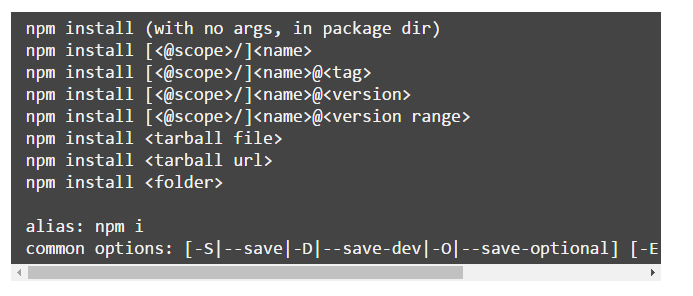 npm install (with no args, in package dir)
npm install [<@scope>/]<name>
npm install [<@scope>/]<name>@<tag>
npm install [<@scope>/]<name>@<version>
npm install [<@scope>/]<name>@<version range>
npm install <tarball file>
npm install <tarball url>
npm install <folder>
alias: npm i
common options: [-S|--save|-D|--save-dev|-O|--save-optional] [-E